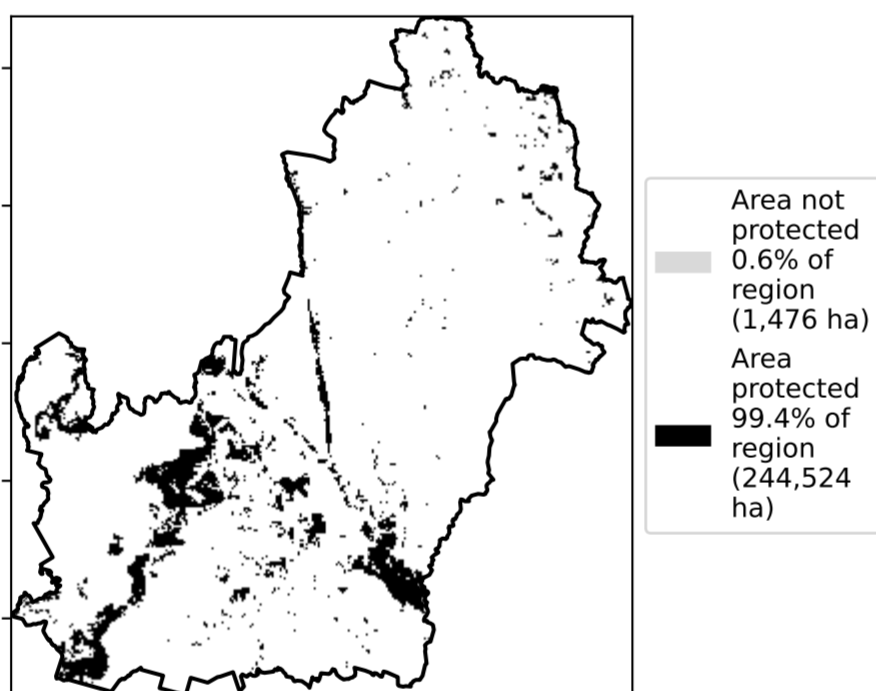 Area not
protected
0.6% of
region
(1,476 ha)
Area
protected
99.4% of
region
(244,524
ha)